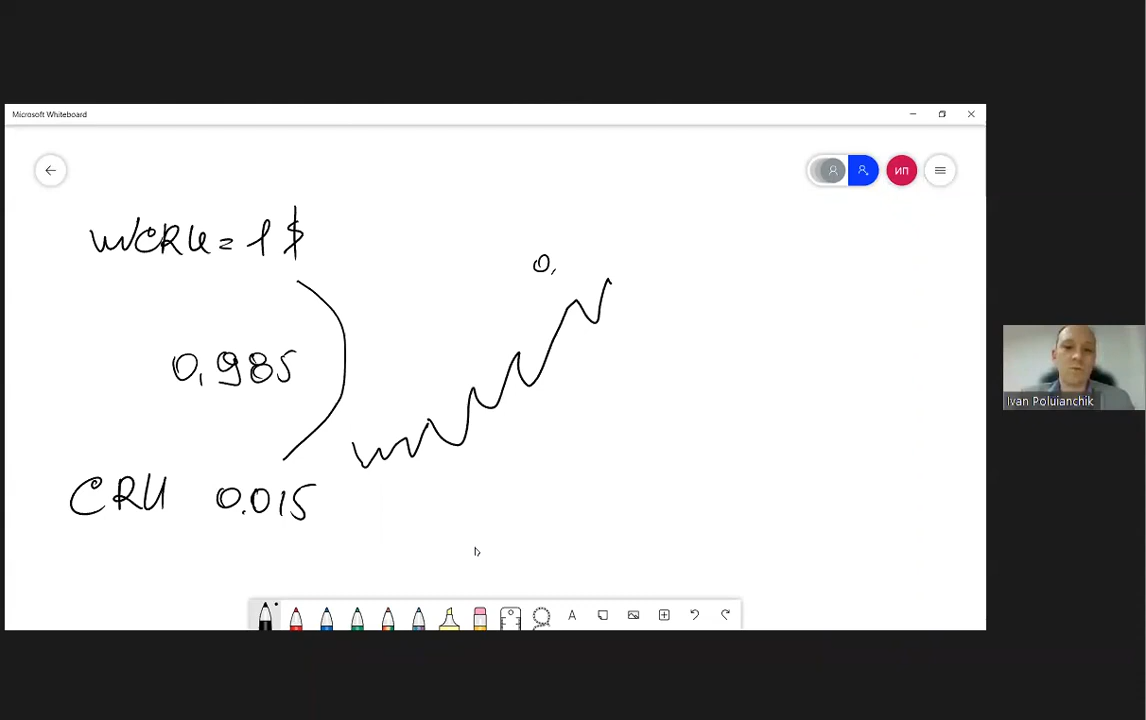 Microsoft Whiteboard
ИП
WCRU = 1 $
0,
0,985
CRU 0.015
Ivan Poluianchik
A